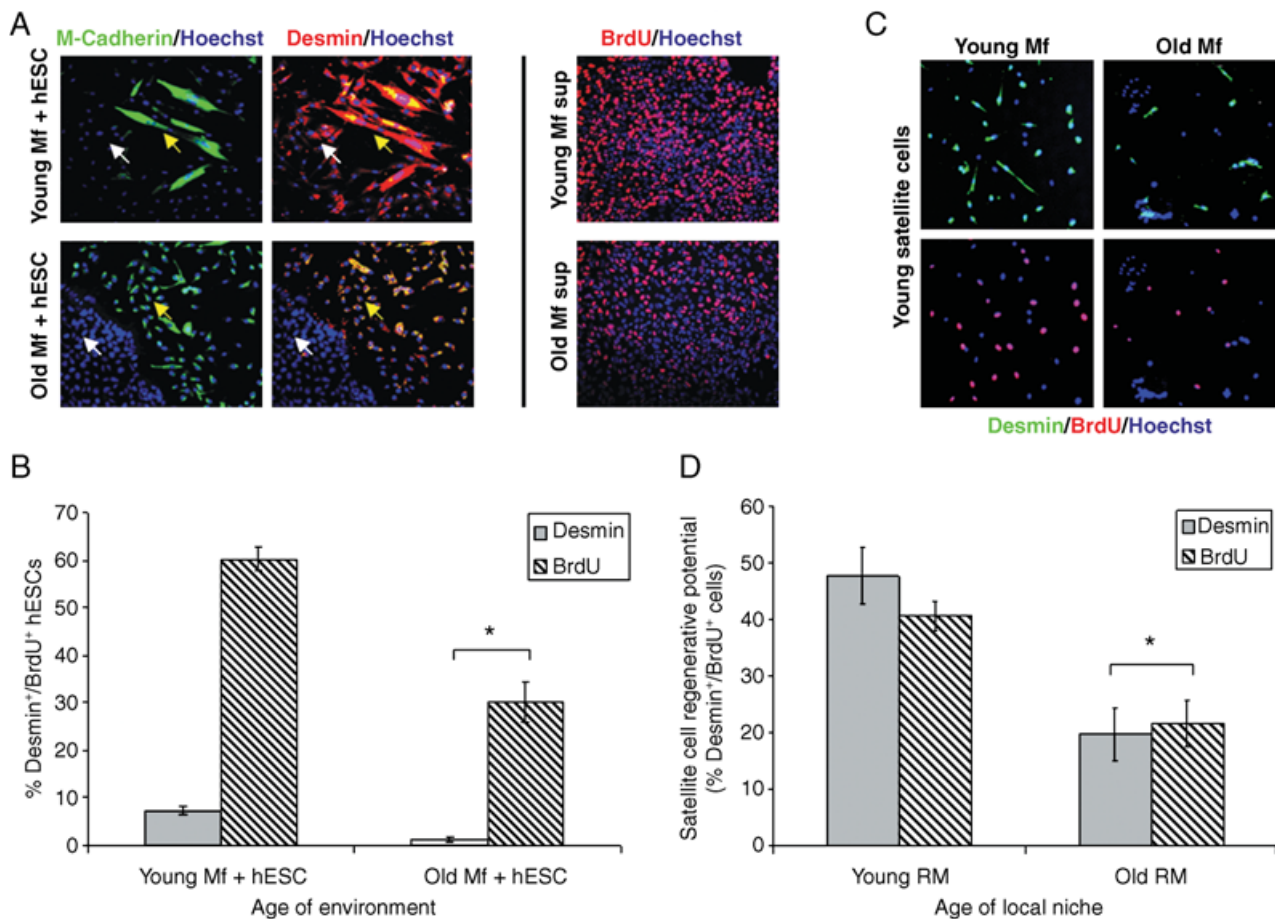 A
M-Cadherin/Hoechst
Desmin/Hoechst
BrdU/Hoechst
Young Mf + hESC
Old Mf + hESC
Young Mf sup
Old Mf sup
C
Young Mf
Old Mf
Young satellite cells
Desmin/BrdU/Hoechst
B
% Desmin⁺/BrdU⁺ hESCs
70
60
50
40
30
20
10
0
Desmin
BrdU
*
Young Mf + hESC
Old Mf + hESC
Age of environment
D
Satellite cell regenerative potential
(% Desmin⁺/BrdU⁺ cells)
60
50
40
30
20
10
0
Desmin
BrdU
*
Young RM
Old RM
Age of local niche